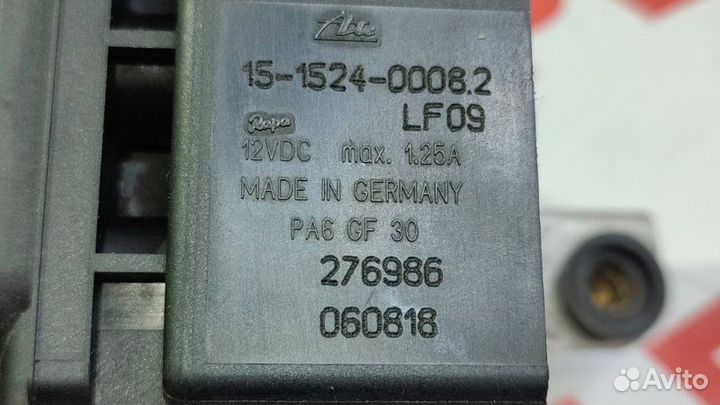 Ate
15-1524-0008.2
LF09
Rapa
12VDC max. 1.25A
MADE IN GERMANY
PA6 GF 30
276986
060818
Avito